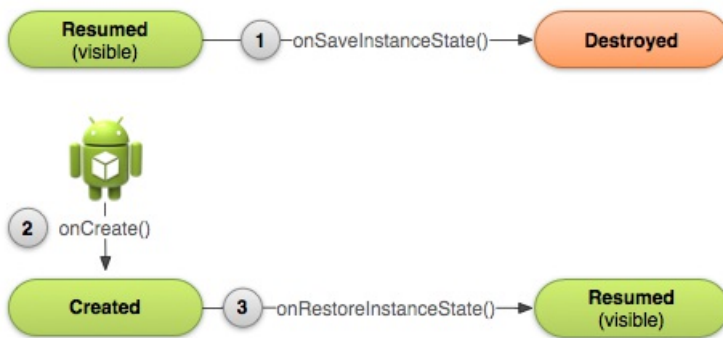 Resumed
(visible)
1
onSaveInstanceState()
Destroyed
2
onCreate()
Created
3
onRestoreInstanceState()
Resumed
(visible)